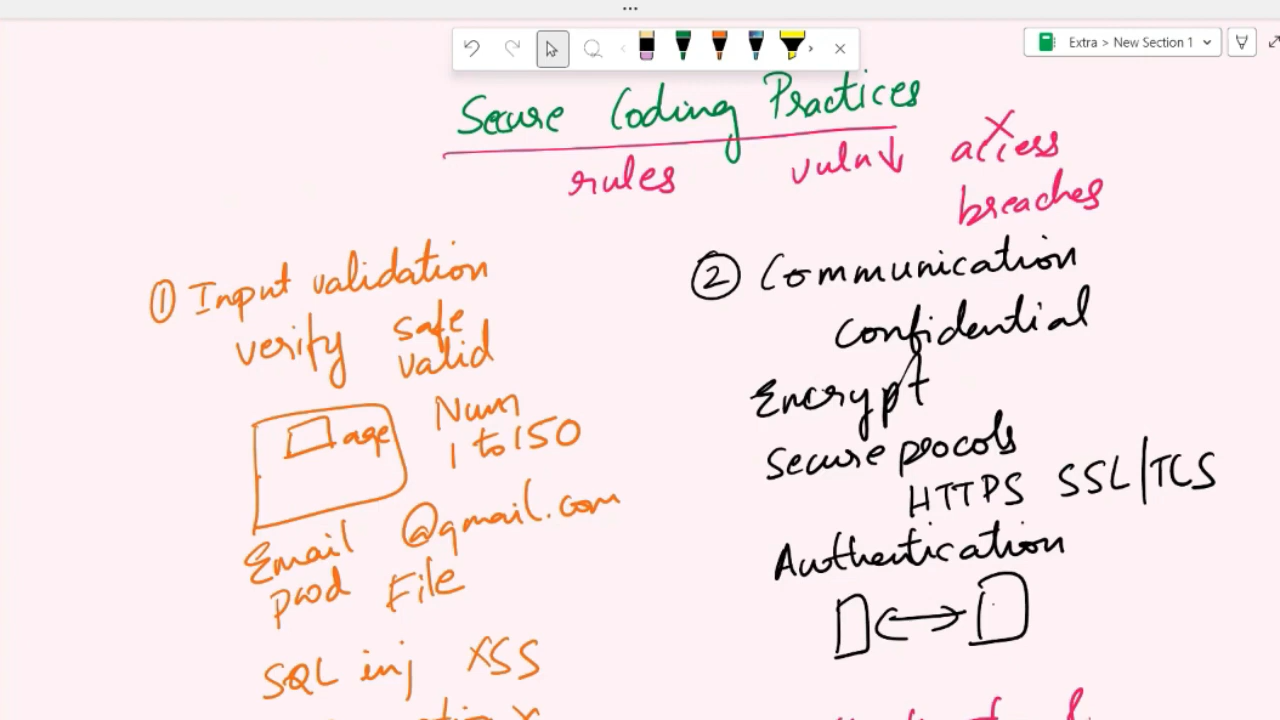 Extra > New Section 1
Secure Coding Practices
rules vuln↓ access
breaches
① Input validation
verify safe
valid
age
Num
1 to 150
Email @gmail.com
pwd File
SQL inj XSS
② Communication
Confidential
Encrypt
Secure procols
HTTPS SSL/TCS
Authentication